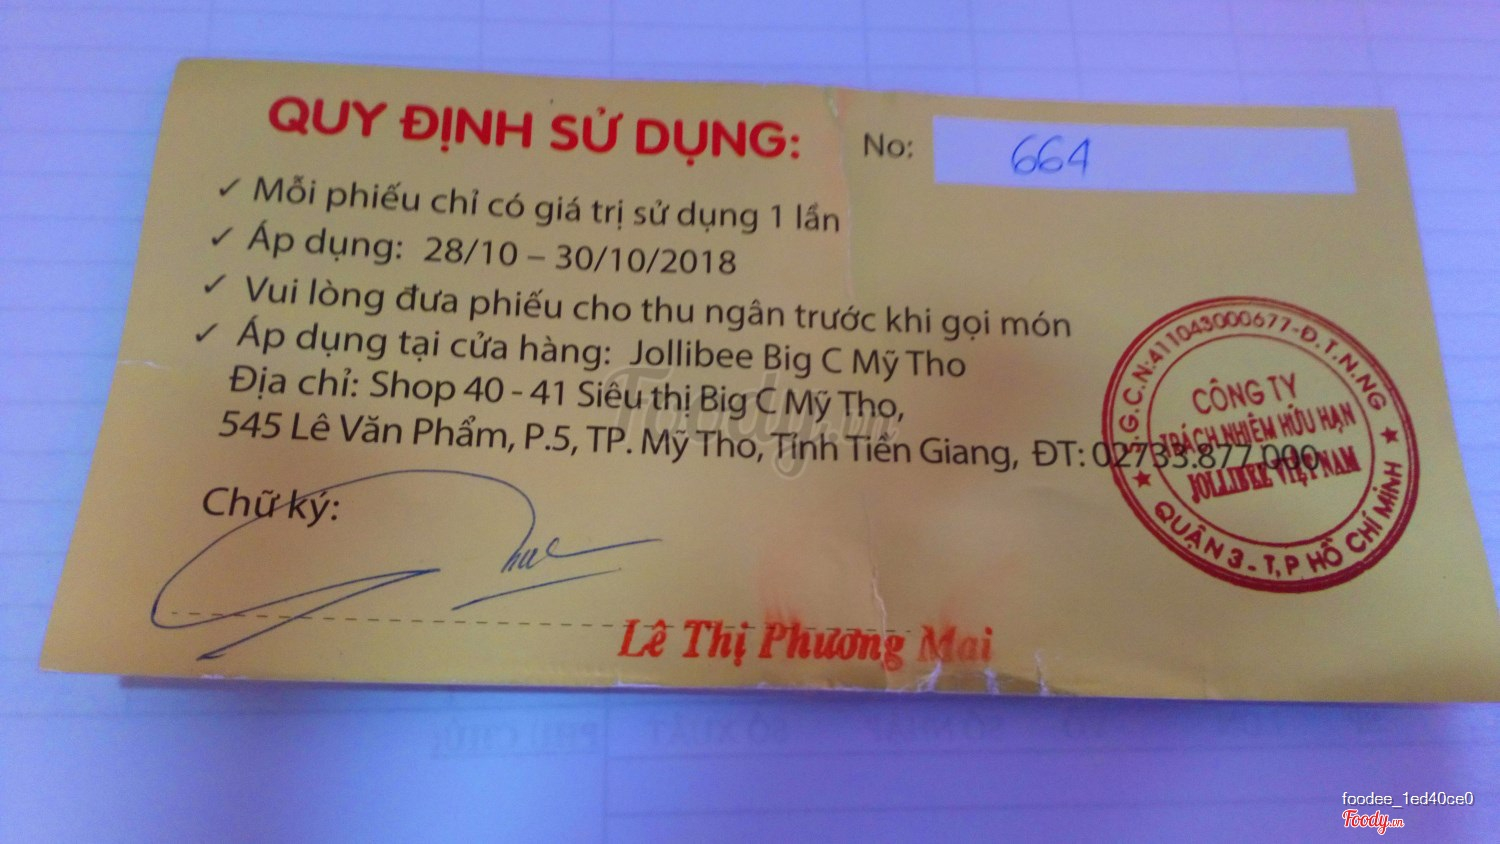 QUY ĐỊNH SỬ DỤNG:
No: 664
✓ Mỗi phiếu chỉ có giá trị sử dụng 1 lần
✓ Áp dụng: 28/10 – 30/10/2018
✓ Vui lòng đưa phiếu cho thu ngân trước khi gọi món
✓ Áp dụng tại cửa hàng: Jollibee Big C Mỹ Tho
Địa chỉ: Shop 40 - 41 Siêu thị Big C Mỹ Tho,
545 Lê Văn Phẩm, P.5, TP. Mỹ Tho, Tỉnh Tiền Giang, ĐT: 02733.877.000
Chữ ký:
Lê Thị Phương Mai
G.C.N:411043000677-Đ.T.N.NG
CÔNG TY
TRÁCH NHIỆM HỮU HẠN
JOLLIBEE VIỆT NAM
QUẬN 3 - T.P HỒ CHÍ MINH
Foody.vn
foodee_1ed40ce0
Foody.vn